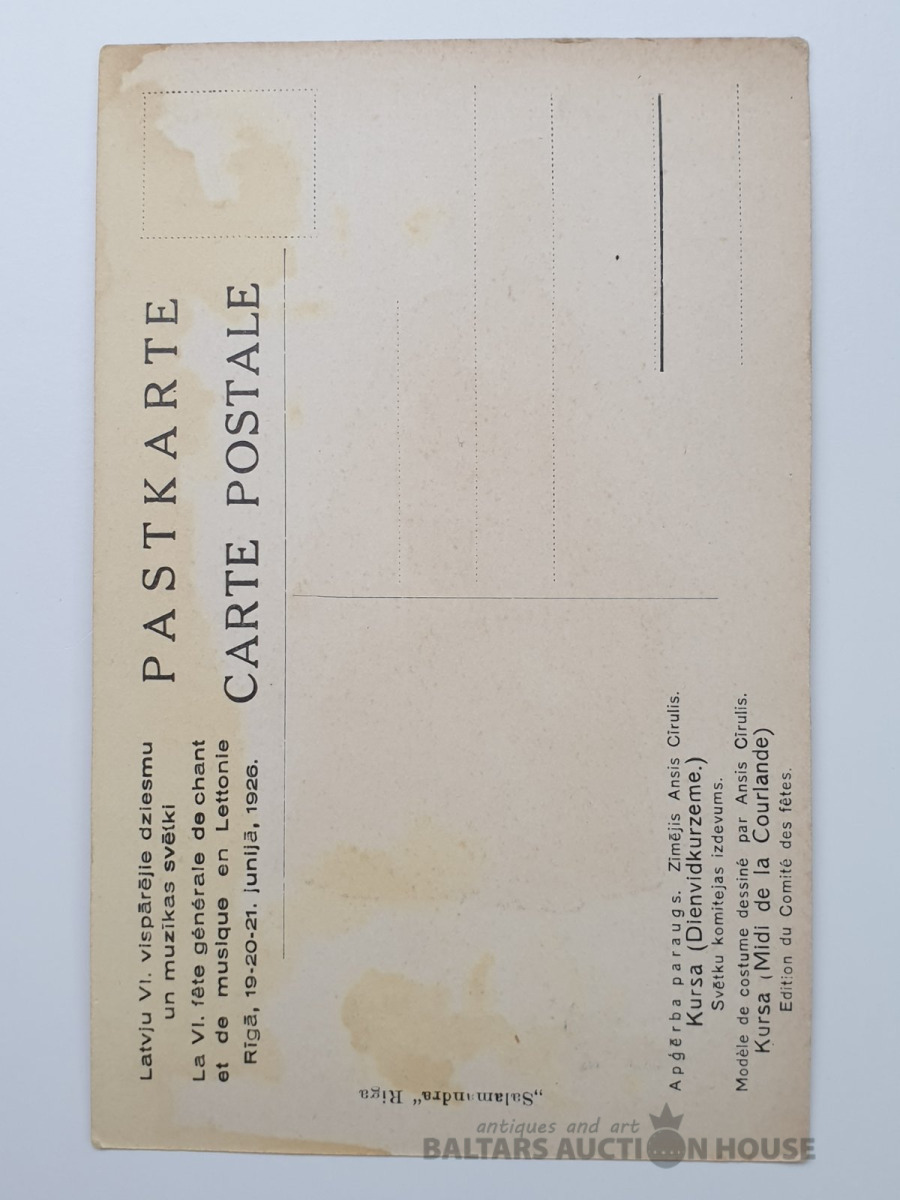 Latvju VI. vispārējie dziesmu
un muzīkas svētki
La VI. fête générale de chant
et de musique en Lettonie
Rīgā, 19-20-21. junijā, 1926.
PASTKARTE
CARTE POSTALE
Apģērba paraugs. Zīmējis Ansis Cīrulis.
Kursa (Dienvidkurzeme.)
Svētku komitejas izdevums.
Modèle de costume dessiné par Ansis Cīrulis.
Kursa (Midi de la Courlande)
Edition du Comité des fêtes.
„Salamandra“ Riga
antiques and art
BALTARS AUCTION HOUSE